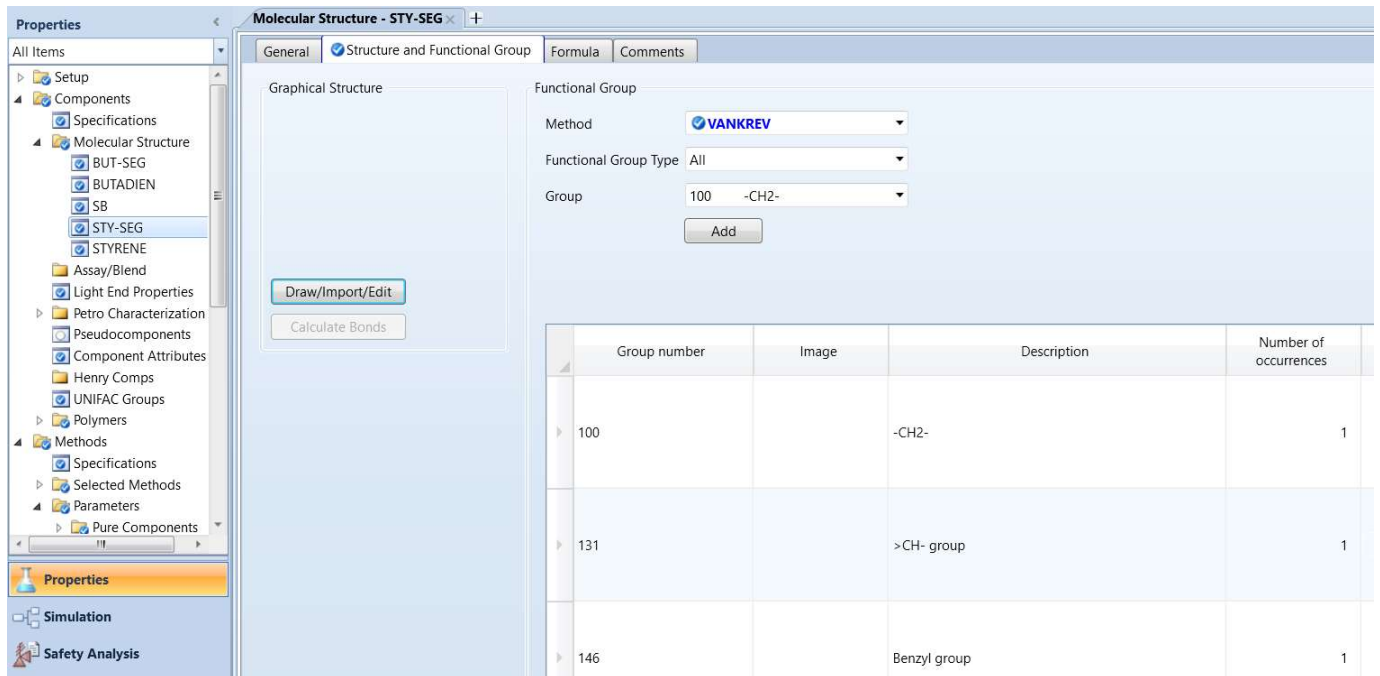 Properties
All Items
Setup
Components
Specifications
Molecular Structure
BUT-SEG
BUTADIEN
SB
STY-SEG
STYRENE
Assay/Blend
Light End Properties
Petro Characterization
Pseudocomponents
Component Attributes
Henry Comps
UNIFAC Groups
Polymers
Methods
Specifications
Selected Methods
Parameters
Pure Components
Properties
Simulation
Safety Analysis
Molecular Structure - STY-SEG
General Structure and Functional Group Formula Comments
Graphical Structure
Draw/Import/Edit
Calculate Bonds
Functional Group
Method VANKREV
Functional Group Type All
Group 100 -CH2-
Add
Group number Image Description Number of occurrences
100 -CH2- 1
131 >CH- group 1
146 Benzyl group 1